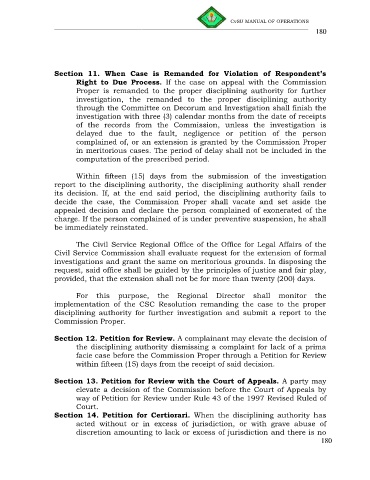 CoSU MANUAL OF OPERATIONS
180
Section 11. When Case is Remanded for Violation of Respondent's
Right to Due Process. If the case on appeal with the Commission
Proper is remanded to the proper disciplining authority for further
investigation, the remanded to the proper disciplining authority
through the Committee on Decorum and Investigation shall finish the
investigation with three (3) calendar months from the date of receipts
of the records from the Commission, unless the investigation is
delayed due to the fault, negligence or petition of the person
complained of, or an extension is granted by the Commission Proper
in meritorious cases. The period of delay shall not be included in the
computation of the prescribed period.
Within fifteen (15) days from the submission of the investigation
report to the disciplining authority, the disciplining authority shall render
its decision. If, at the end said period, the disciplining authority fails to
decide the case, the Commission Proper shall vacate and set aside the
appealed decision and declare the person complained of exonerated of the
charge. If the person complained of is under preventive suspension, he shall
be immediately reinstated.
The Civil Service Regional Office of the Office for Legal Affairs of the
Civil Service Commission shall evaluate request for the extension of formal
investigations and grant the same on meritorious grounds. In disposing the
request, said office shall be guided by the principles of justice and fair play,
provided, that the extension shall not be for more than twenty (200) days.
For this purpose, the Regional Director shall monitor the
implementation of the CSC Resolution remanding the case to the proper
disciplining authority for further investigation and submit a report to the
Commission Proper.
Section 12. Petition for Review. A complainant may elevate the decision of
the disciplining authority dismissing a complaint for lack of a prima
facie case before the Commission Proper through a Petition for Review
within fifteen (15) days from the receipt of said decision.
Section 13. Petition for Review with the Court of Appeals. A party may
elevate a decision of the Commission before the Court of Appeals by
way of Petition for Review under Rule 43 of the 1997 Revised Ruled of
Court.
Section 14. Petition for Certiorari. When the disciplining authority has
acted without or in excess of jurisdiction, or with grave abuse of
discretion amounting to lack or excess of jurisdiction and there is no
180